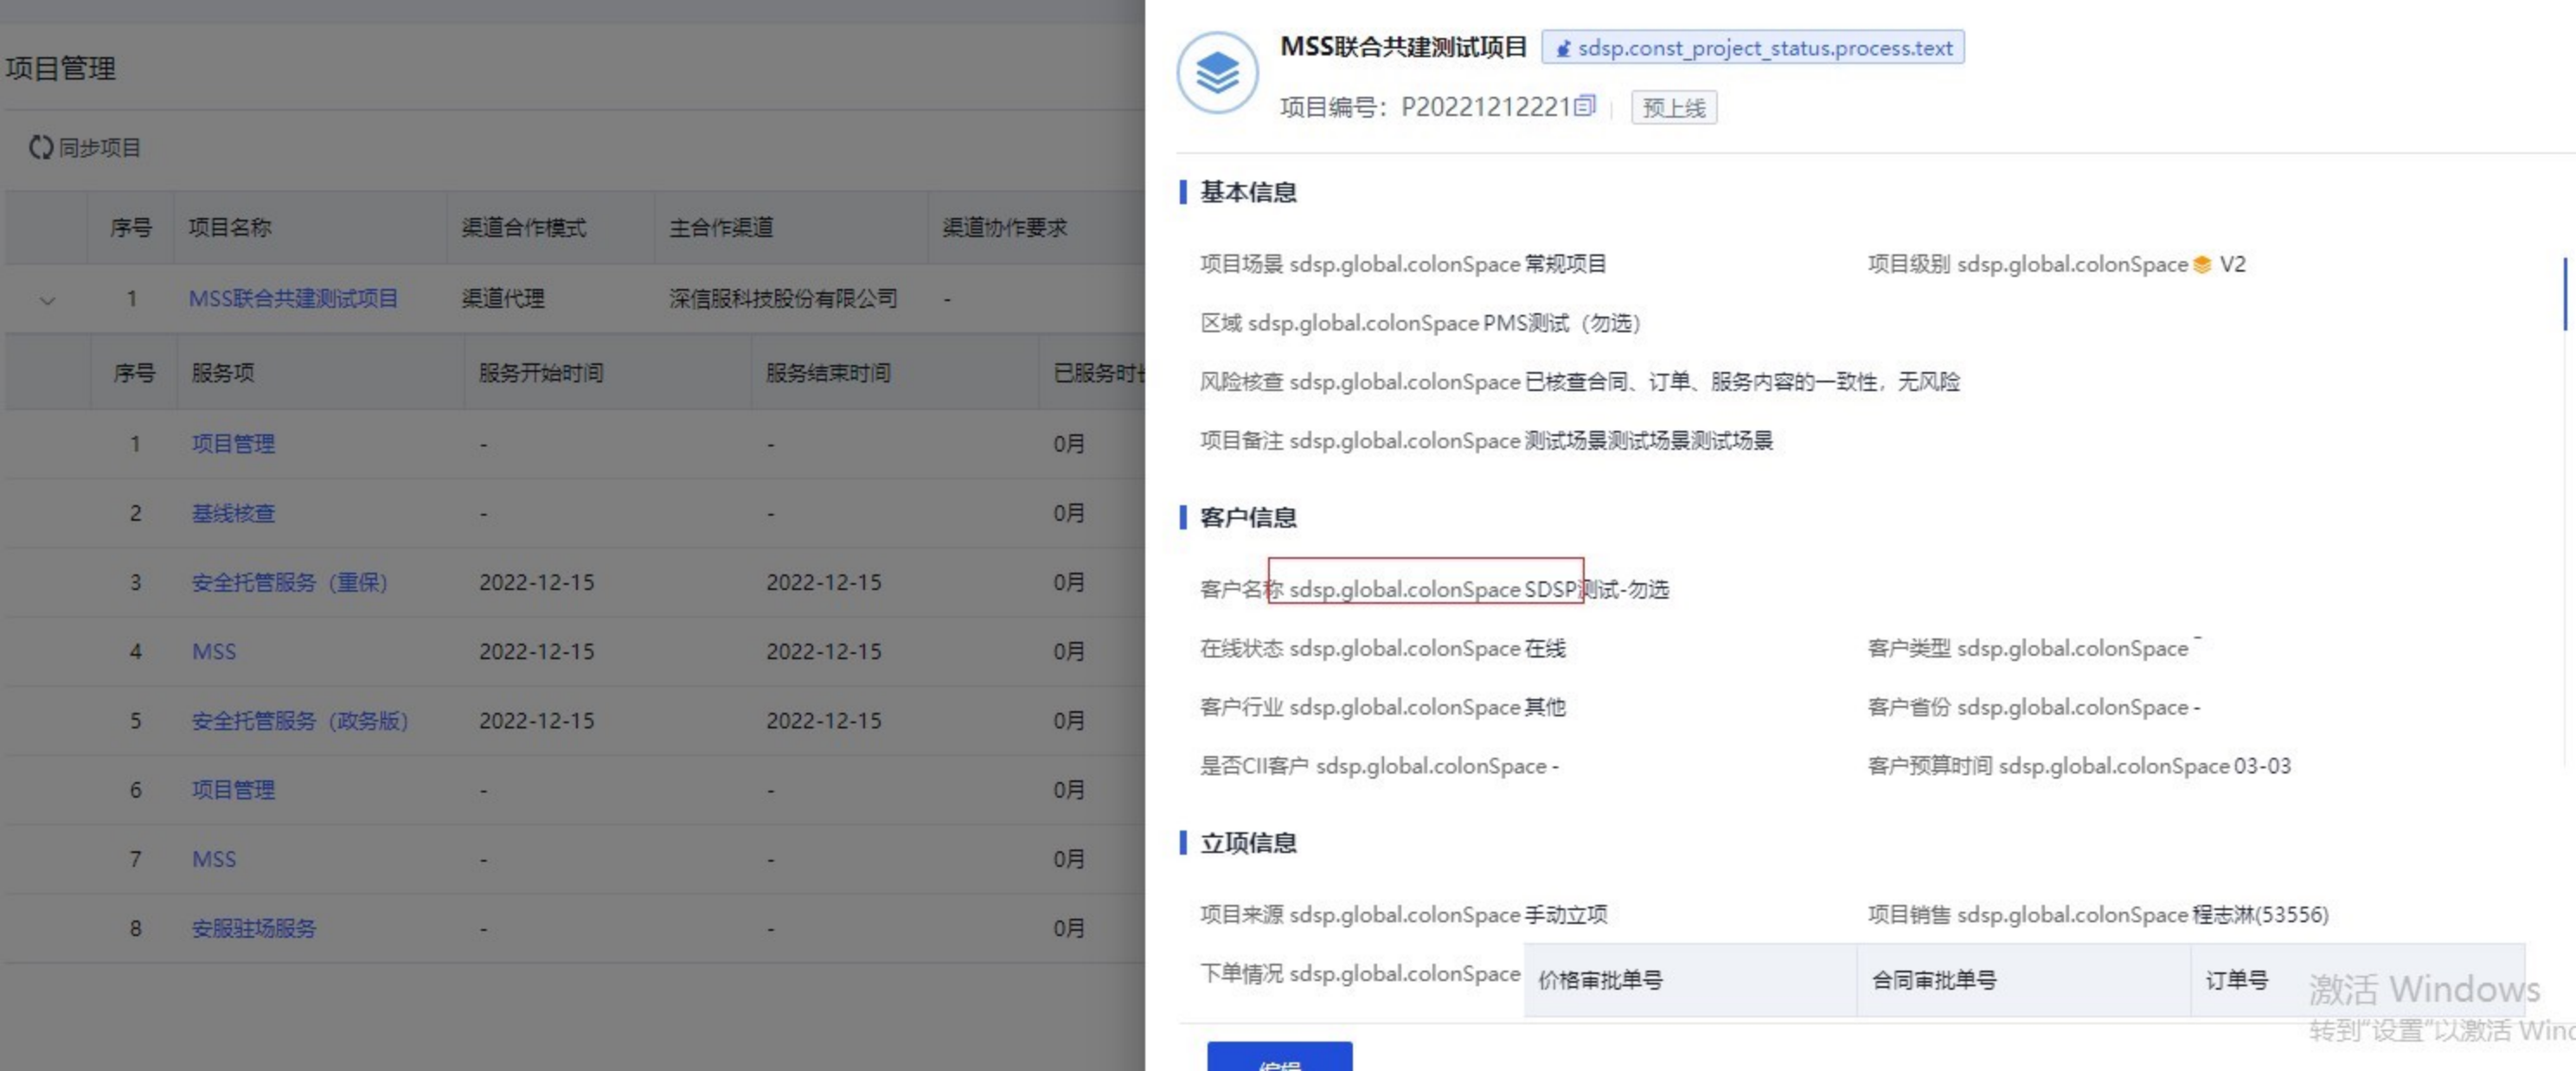 项目管理
同步项目
序号 项目名称 渠道合作模式 主合作渠道 渠道协作要求
1 MSS联合共建测试项目 渠道代理 深信服科技股份有限公司 -
序号 服务项 服务开始时间 服务结束时间 已服务时长
1 项目管理 - - 0月
2 基线核查 - - 0月
3 安全托管服务（重保） 2022-12-15 2022-12-15 0月
4 MSS 2022-12-15 2022-12-15 0月
5 安全托管服务（政务版） 2022-12-15 2022-12-15 0月
6 项目管理 - - 0月
7 MSS - - 0月
8 安服驻场服务 - - 0月
MSS联合共建测试项目 sdsp.const_project_status.process.text
项目编号：P20221212221 预上线
基本信息
项目场景 sdsp.global.colonSpace 常规项目 项目级别 sdsp.global.colonSpace V2
区域 sdsp.global.colonSpace PMS测试（勿选）
风险核查 sdsp.global.colonSpace 已核查合同、订单、服务内容的一致性，无风险
项目备注 sdsp.global.colonSpace 测试场景测试场景测试场景
客户信息
客户名称 sdsp.global.colonSpace SDSP测试-勿选
在线状态 sdsp.global.colonSpace 在线 客户类型 sdsp.global.colonSpace -
客户行业 sdsp.global.colonSpace 其他 客户省份 sdsp.global.colonSpace -
是否CII客户 sdsp.global.colonSpace - 客户预算时间 sdsp.global.colonSpace 03-03
立项信息
项目来源 sdsp.global.colonSpace 手动立项 项目销售 sdsp.global.colonSpace 程志淋(53556)
下单情况 sdsp.global.colonSpace 价格审批单号 合同审批单号 订单号
激活 Windows
转到"设置"以激活 Wind
编辑